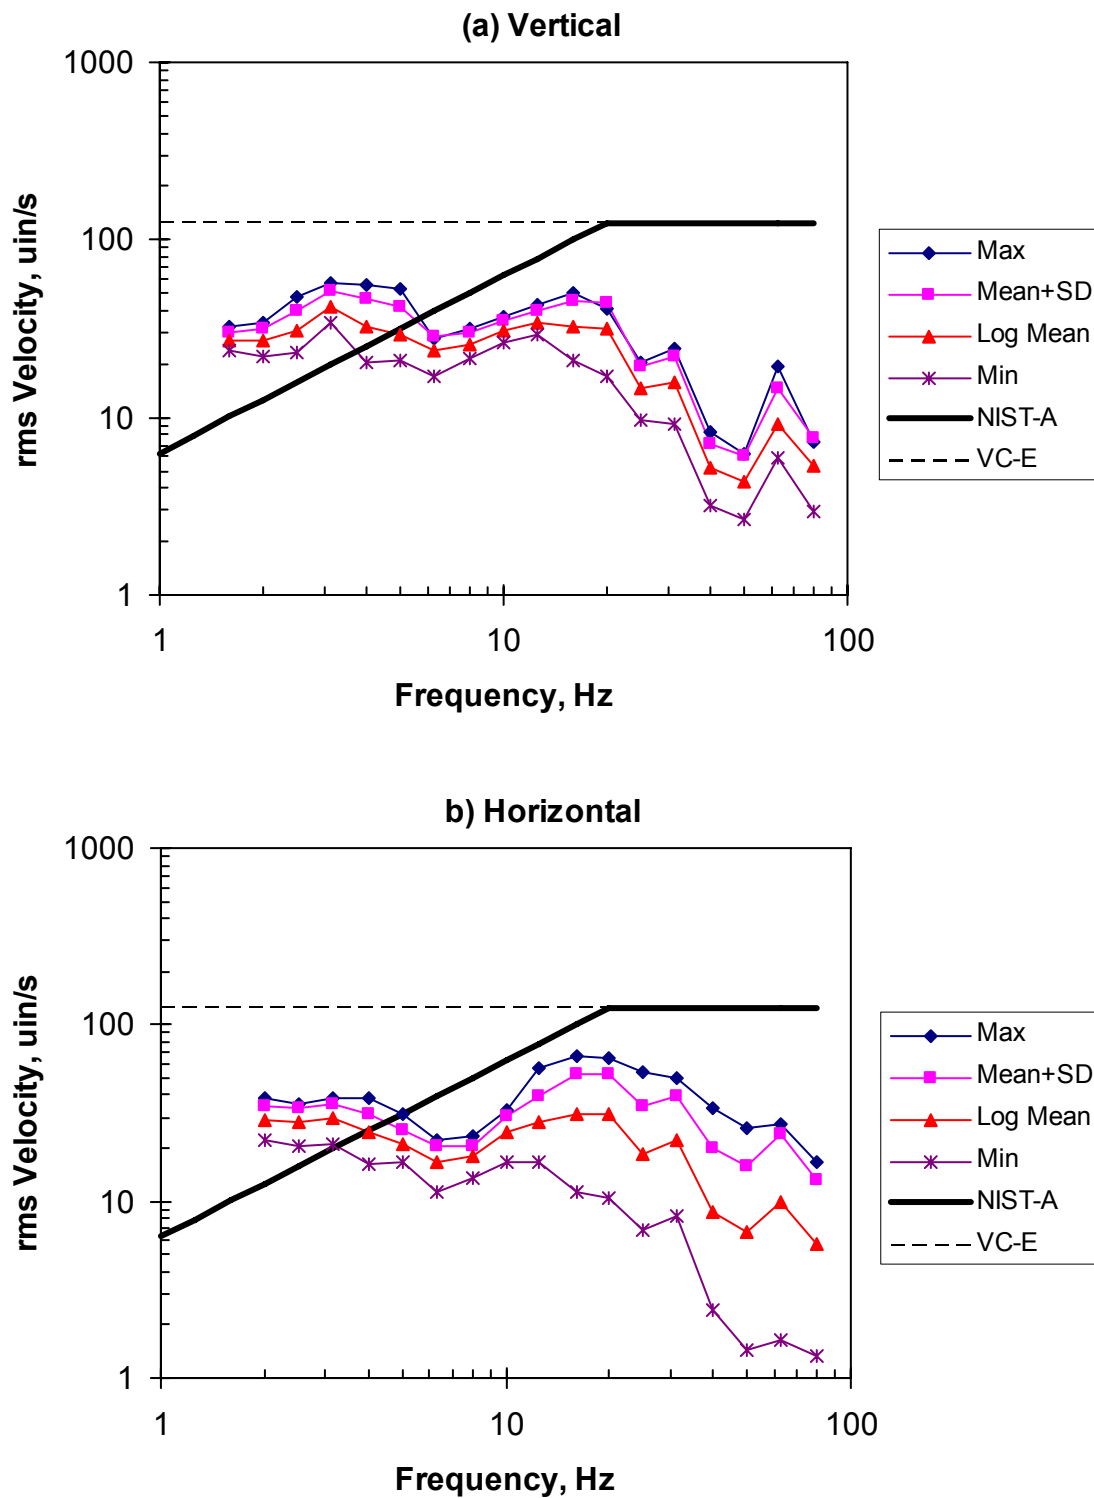 (a) Vertical
1000
100
10
1
rms Velocity, uin/s
1
10
100
Frequency, Hz
Max
Mean+SD
Log Mean
Min
NIST-A
VC-E
b) Horizontal
1000
100
10
1
rms Velocity, uin/s
1
10
100
Frequency, Hz
Max
Mean+SD
Log Mean
Min
NIST-A
VC-E